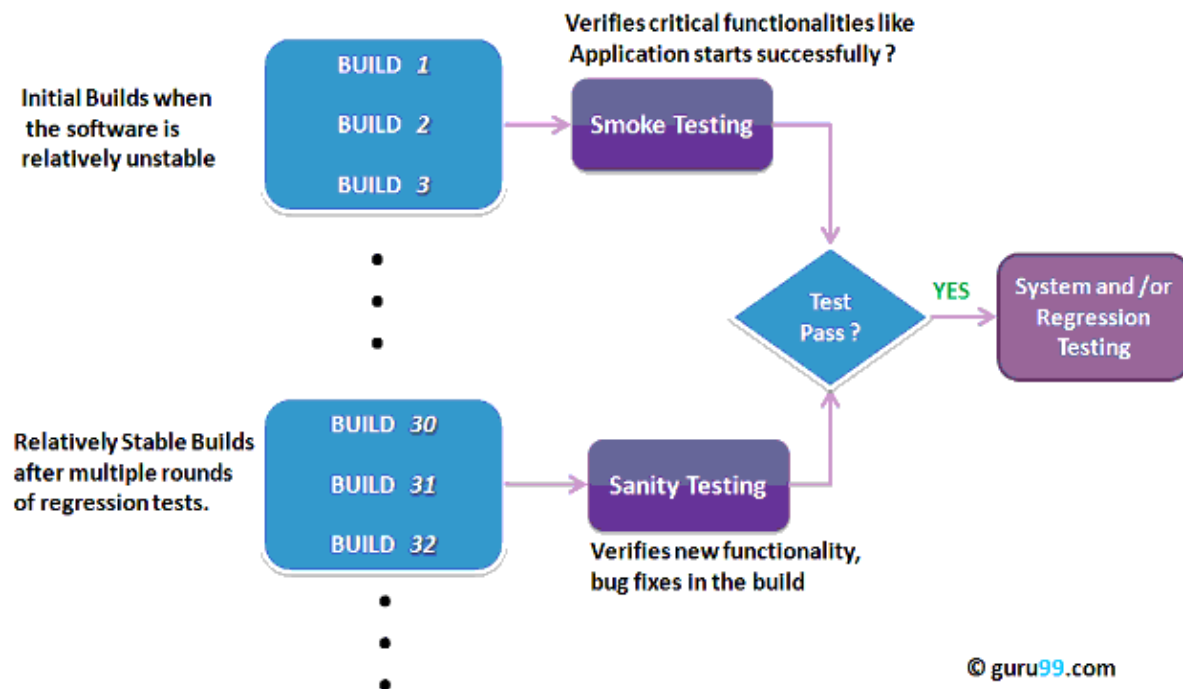 Verifies critical functionalities like
Application starts successfully ?
Initial Builds when
the software is
relatively unstable
BUILD 1
BUILD 2
BUILD 3
Smoke Testing
Test
Pass ?
YES
System and /or
Regression
Testing
Relatively Stable Builds
after multiple rounds
of regression tests.
BUILD 30
BUILD 31
BUILD 32
Sanity Testing
Verifies new functionality,
bug fixes in the build
© guru99.com